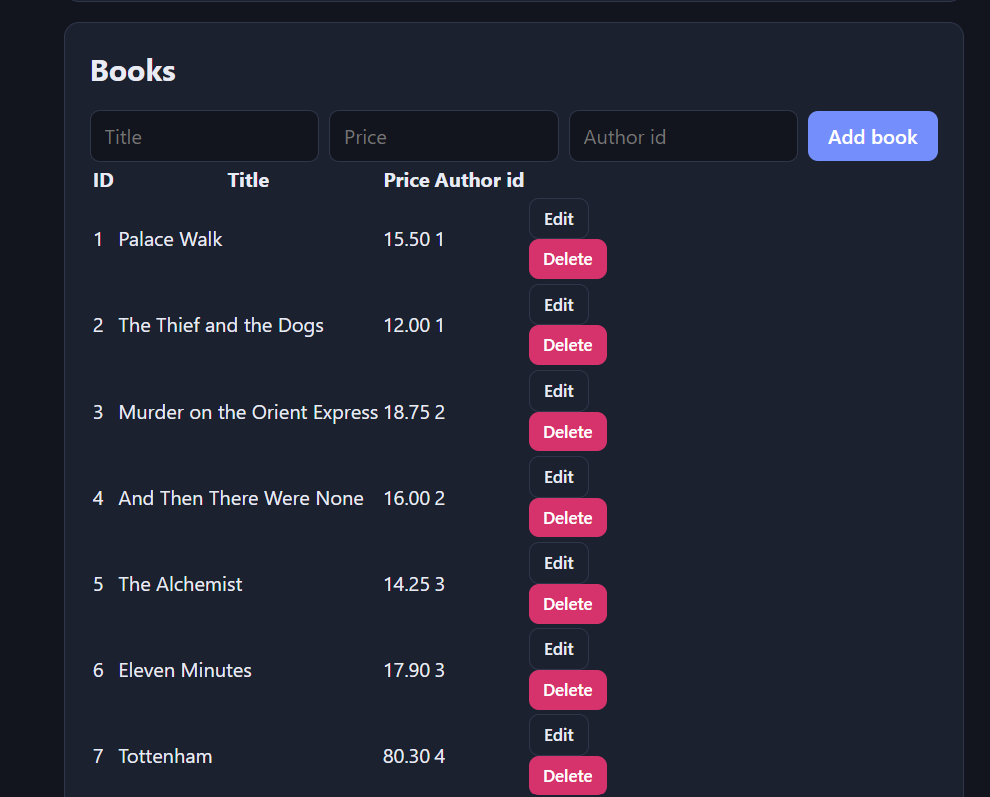 Books
Title Price Author id Add book
ID Title Price Author id
Edit
1 Palace Walk 15.50 1
Delete
Edit
2 The Thief and the Dogs 12.00 1
Delete
Edit
3 Murder on the Orient Express 18.75 2
Delete
Edit
4 And Then There Were None 16.00 2
Delete
Edit
5 The Alchemist 14.25 3
Delete
Edit
6 Eleven Minutes 17.90 3
Delete
Edit
7 Tottenham 80.30 4
Delete